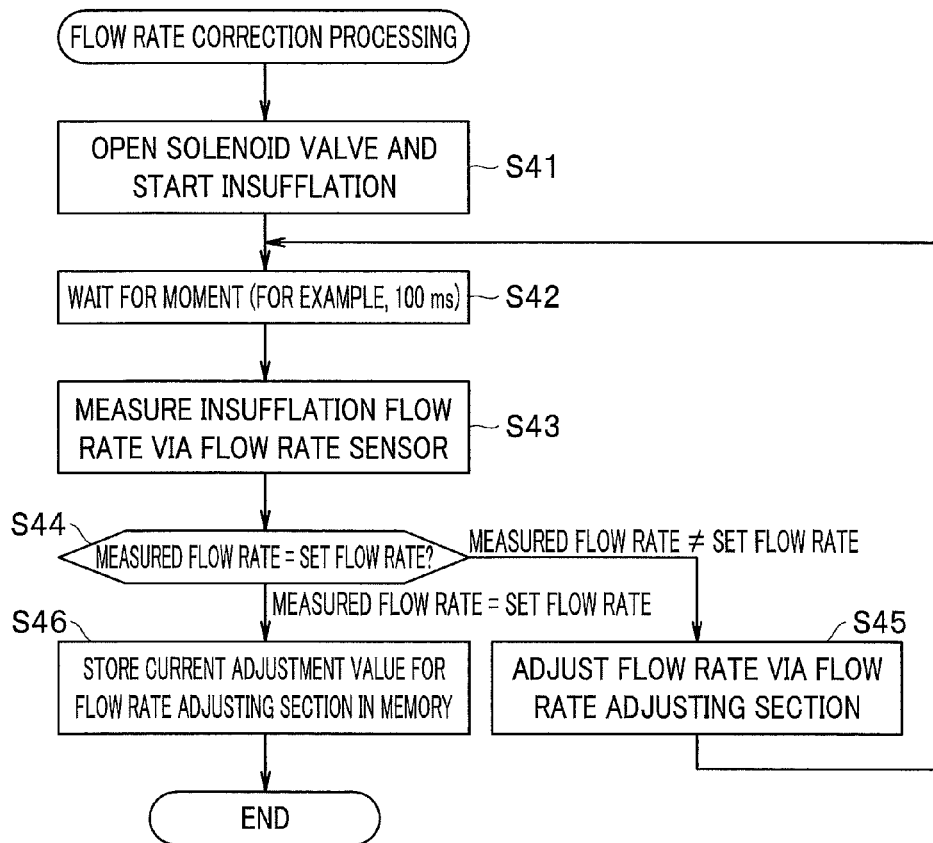 FLOW RATE CORRECTION PROCESSING
OPEN SOLENOID VALVE AND
START INSUFFLATION
S41
WAIT FOR MOMENT (FOR EXAMPLE, 100 ms)
S42
MEASURE INSUFFLATION FLOW
RATE VIA FLOW RATE SENSOR
S43
S44
MEASURED FLOW RATE = SET FLOW RATE?
MEASURED FLOW RATE ≠ SET FLOW RATE
MEASURED FLOW RATE = SET FLOW RATE
S46
STORE CURRENT ADJUSTMENT VALUE FOR
FLOW RATE ADJUSTING SECTION IN MEMORY
S45
ADJUST FLOW RATE VIA FLOW
RATE ADJUSTING SECTION
END